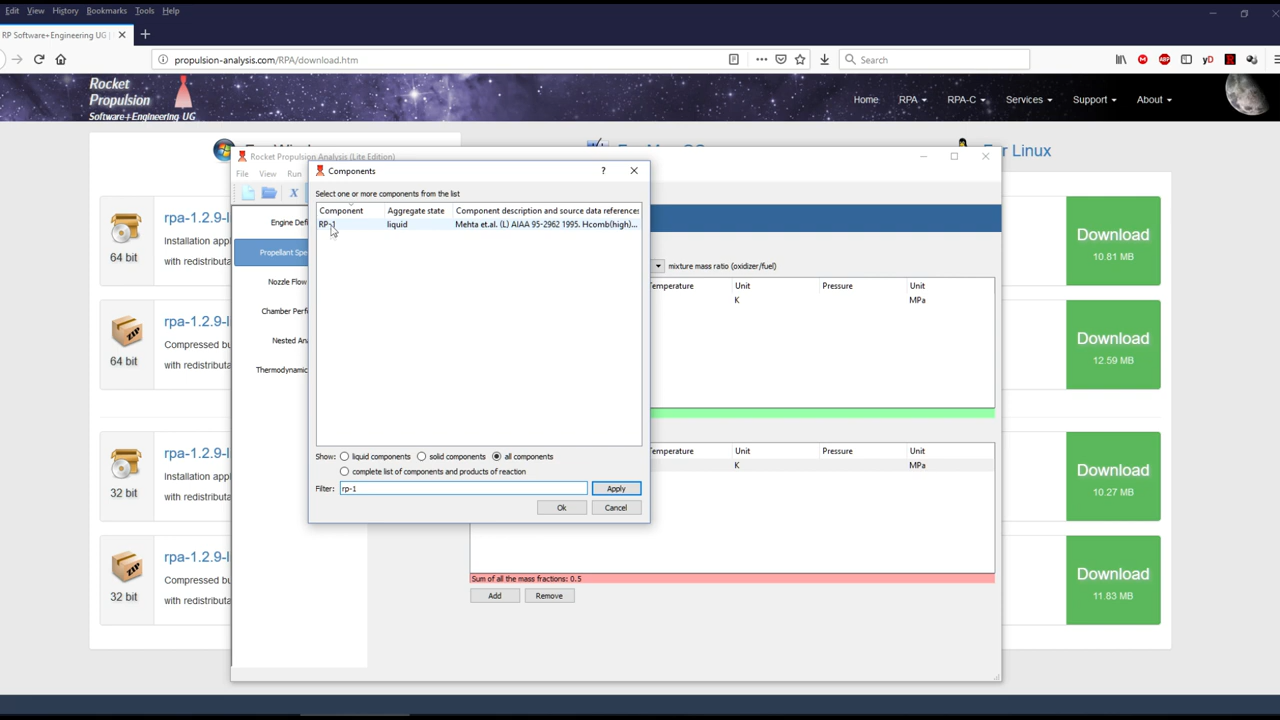 Edit View History Bookmarks Tools Help
RP Software+Engineering UG |
propulsion-analysis.com/RPA/download.htm
Search
Rocket
Propulsion
Software+Engineering UG
Home RPA RPA-C Services Support About
For Linux
Rocket Propulsion Analysis (Lite Edition)
File View Run
Components
Select one or more components from the list
Component Aggregate state Component description and source data references
RP-1 liquid Mehta et.al. (L) AIAA 95-2962 1995. Hcomb(high)...
Show: liquid components solid components all components
complete list of components and products of reaction
Filter: rp-1 Apply
Ok Cancel
Engine Defi
Propellant Spe
Nozzle Flow
Chamber Perf
Nested An
Thermodynamic
mixture mass ratio (oxidizer/fuel)
Temperature Unit Pressure Unit
K MPa
Temperature Unit Pressure Unit
K MPa
Sum of all the mass fractions: 0.5
Add Remove
64 bit
rpa-1.2.9-
Installation appl
with redistributa
Download
10.81 MB
64 bit
rpa-1.2.9-
Compressed bu
with redistributa
Download
12.59 MB
32 bit
rpa-1.2.9-
Installation appl
with redistributa
Download
10.27 MB
32 bit
rpa-1.2.9-
Compressed bu
with redistributa
Download
11.83 MB